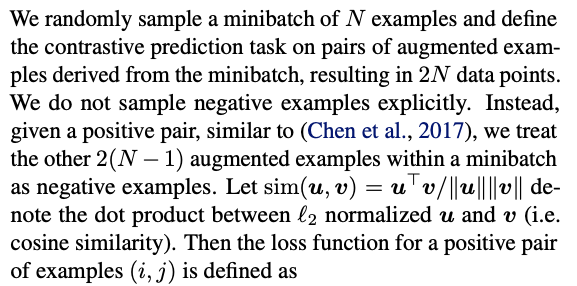 We randomly sample a minibatch of N examples and define
the contrastive prediction task on pairs of augmented exam-
ples derived from the minibatch, resulting in 2N data points.
We do not sample negative examples explicitly. Instead,
given a positive pair, similar to (Chen et al., 2017), we treat
the other 2(N − 1) augmented examples within a minibatch
as negative examples. Let sim(u, v) = u⊤v/‖u‖‖v‖ de-
note the dot product between ℓ2 normalized u and v (i.e.
cosine similarity). Then the loss function for a positive pair
of examples (i, j) is defined as